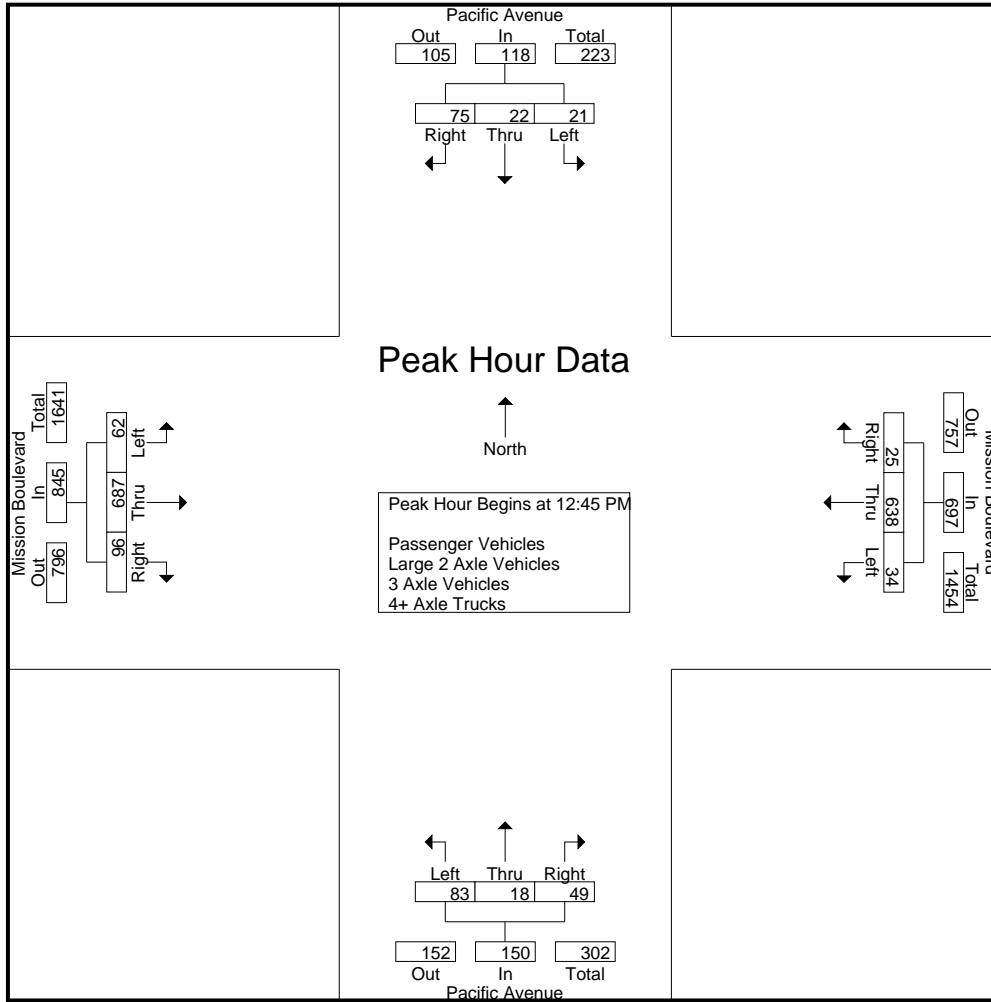 Pacific Avenue
Out In Total
105 118 223
75 22 21
Right Thru Left
Peak Hour Data
North
Peak Hour Begins at 12:45 PM
Passenger Vehicles
Large 2 Axle Vehicles
3 Axle Vehicles
4+ Axle Trucks
Mission Boulevard
Out In Total
796 845 1641
96 687 62
Right Thru Left
Right Thru Left
25 638 34
757 697 1454
Out In Total
Mission Boulevard
Left Thru Right
83 18 49
152 150 302
Out In Total
Pacific Avenue